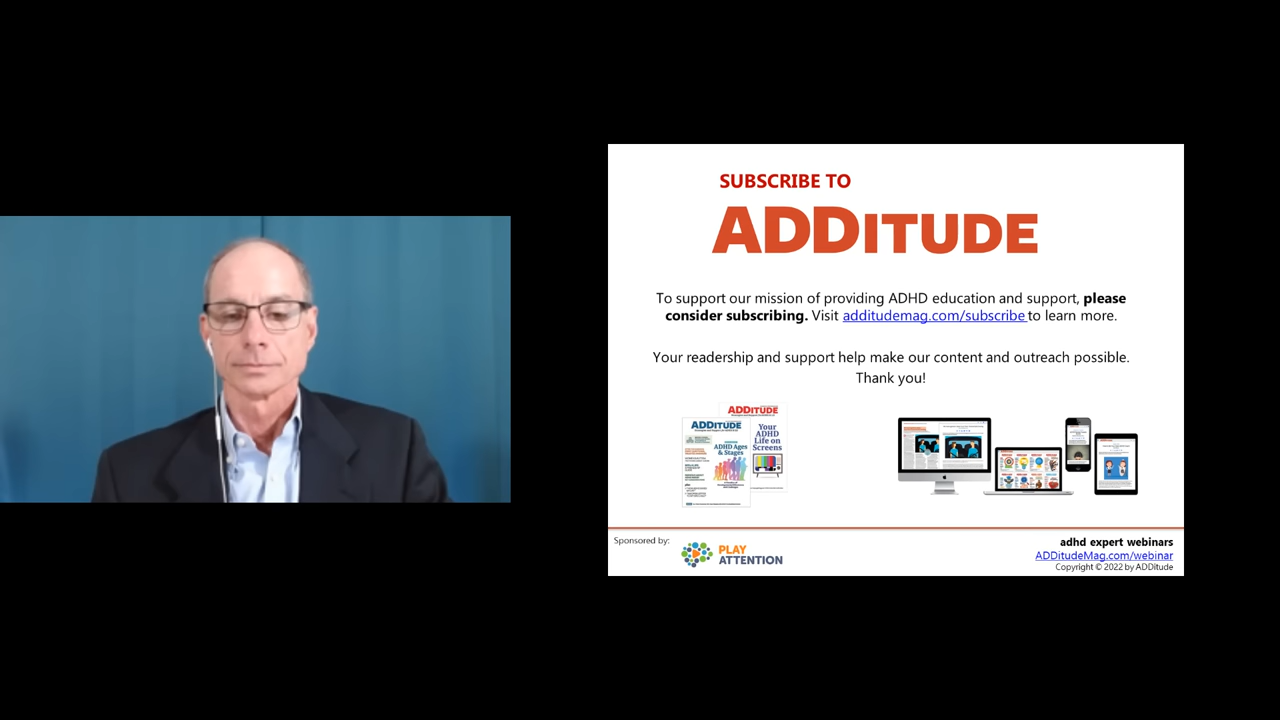 SUBSCRIBE TO
ADDITUDE
To support our mission of providing ADHD education and support, please
consider subscribing. Visit additudemag.com/subscribe to learn more.
Your readership and support help make our content and outreach possible.
Thank you!
ADDITUDE
ADDITUDE
Your
ADHD
Life on
Screens
ADHD Ages
& Stages
Sponsored by:
PLAY
ATTENTION
adhd expert webinars
ADDitudeMag.com/webinar
Copyright © 2022 by ADDitude